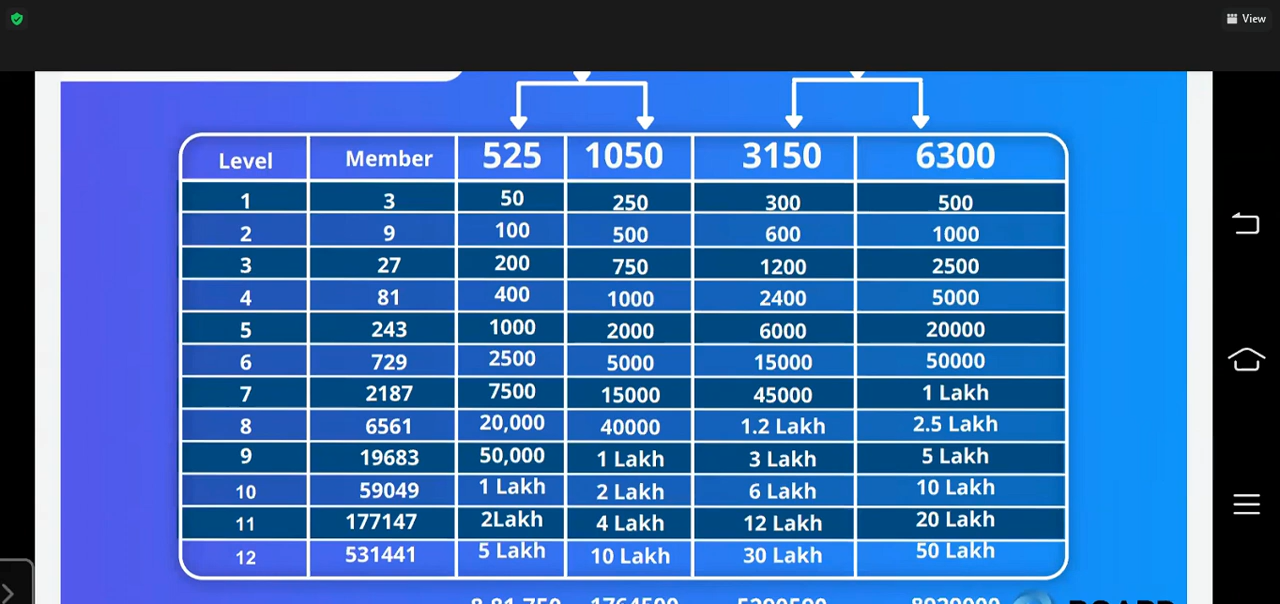 View
Level Member 525 1050 3150 6300
1 3 50 250 300 500
2 9 100 500 600 1000
3 27 200 750 1200 2500
4 81 400 1000 2400 5000
5 243 1000 2000 6000 20000
6 729 2500 5000 15000 50000
7 2187 7500 15000 45000 1 Lakh
8 6561 20,000 40000 1.2 Lakh 2.5 Lakh
9 19683 50,000 1 Lakh 3 Lakh 5 Lakh
10 59049 1 Lakh 2 Lakh 6 Lakh 10 Lakh
11 177147 2Lakh 4 Lakh 12 Lakh 20 Lakh
12 531441 5 Lakh 10 Lakh 30 Lakh 50 Lakh